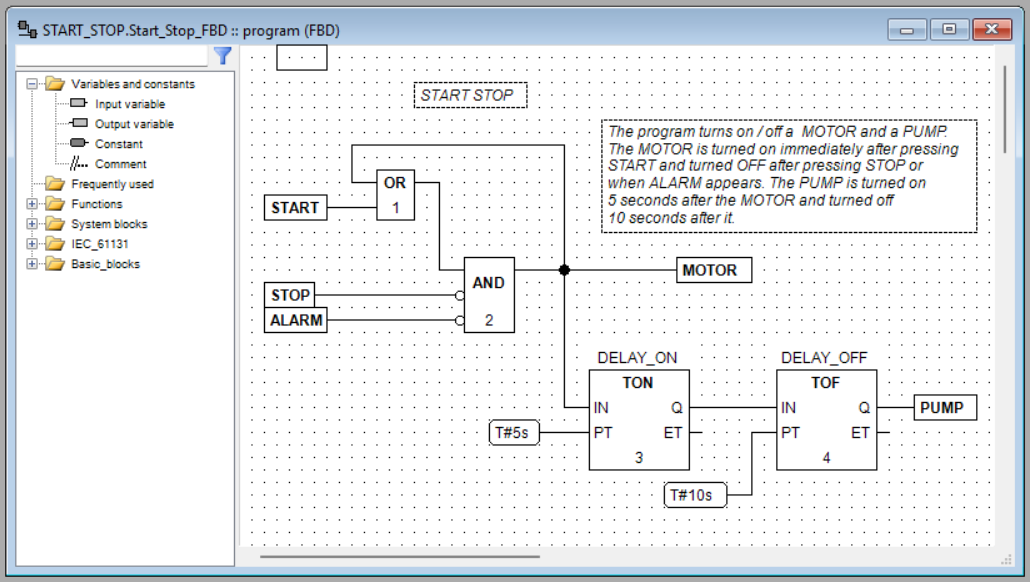 START_STOP.Start_Stop_FBD :: program (FBD)
Variables and constants
Input variable
Output variable
Constant
Comment
Frequently used
Functions
System blocks
IEC_61131
Basic_blocks
START STOP
The program turns on / off a MOTOR and a PUMP.
The MOTOR is turned on immediately after pressing
START and turned OFF after pressing STOP or
when ALARM appears. The PUMP is turned on
5 seconds after the MOTOR and turned off
10 seconds after it.
OR
START
1
AND
MOTOR
STOP
ALARM
2
DELAY_ON
DELAY_OFF
TON
TOF
IN
Q
IN
Q
PUMP
T#5s
PT
ET
PT
ET
3
4
T#10s